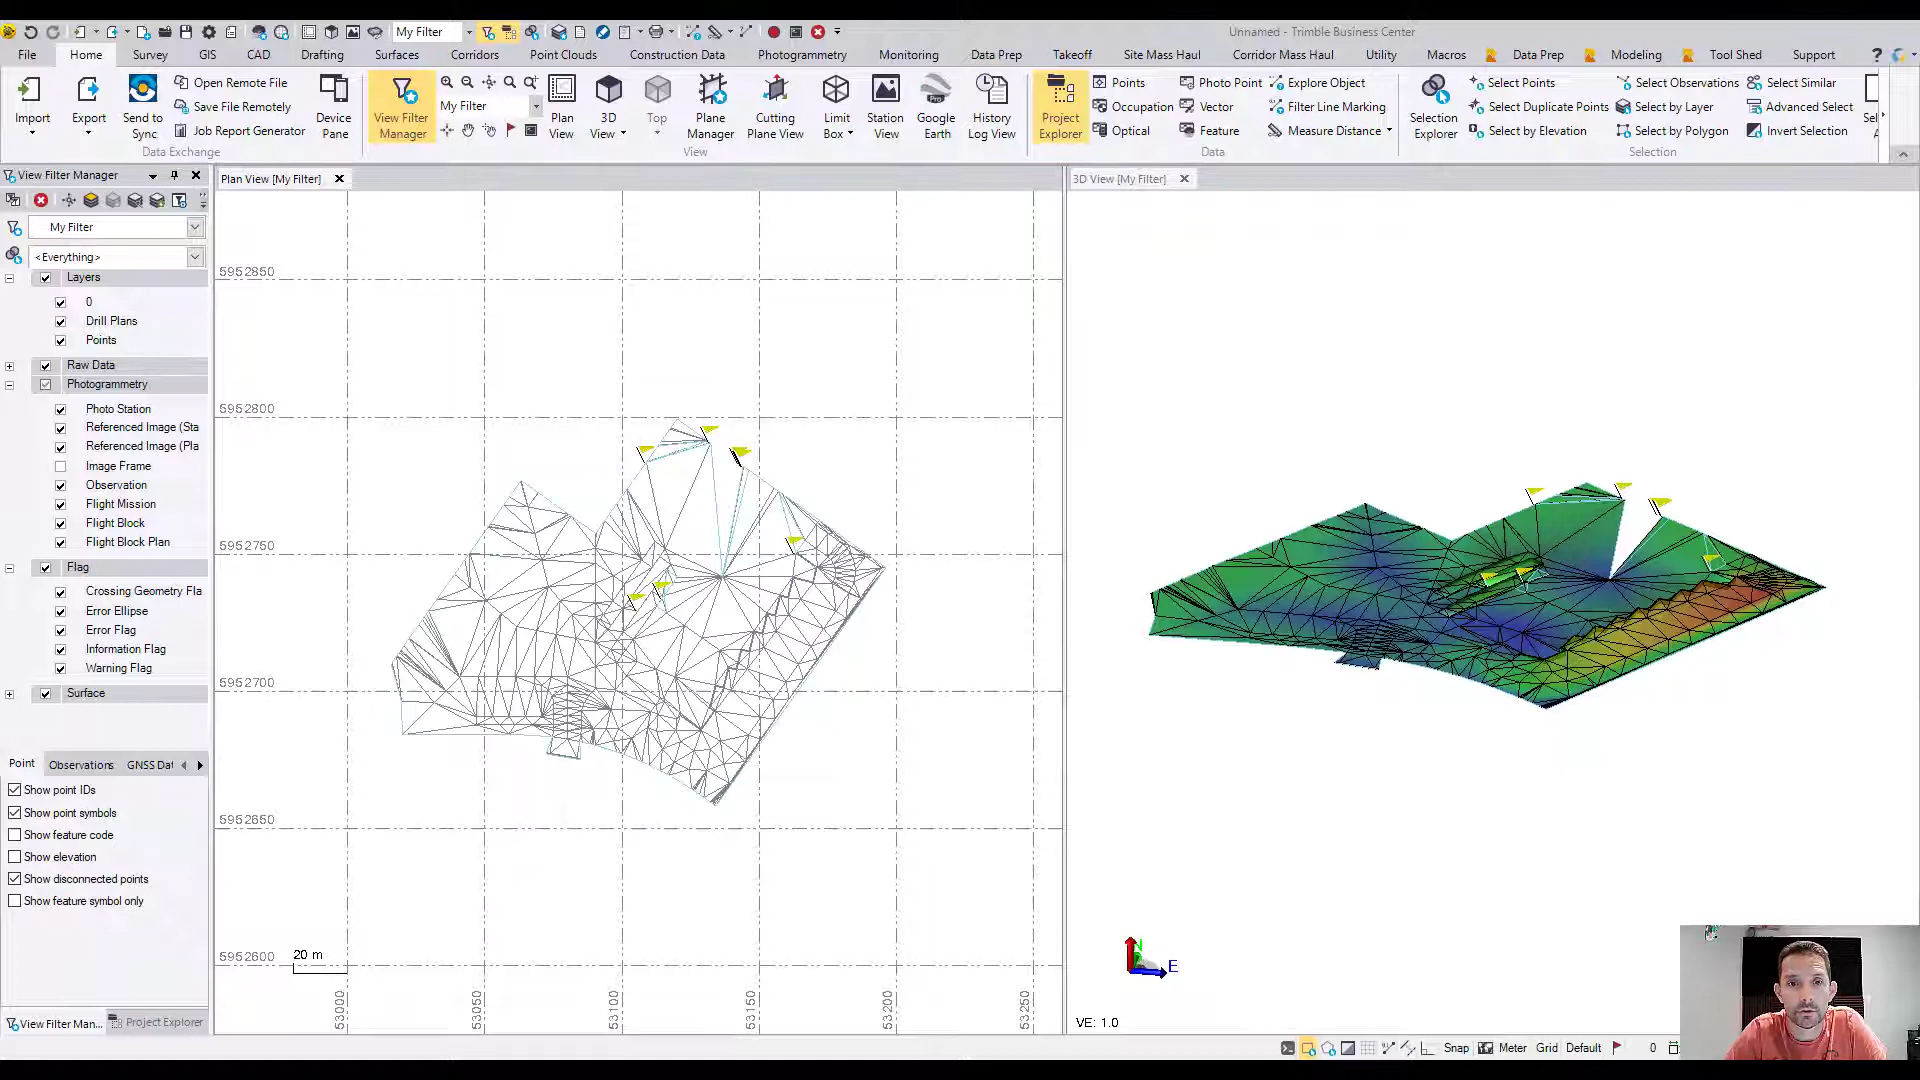 My Filter
Unnamed - Trimble Business Center
File Home Survey GIS CAD Drafting Surfaces Corridors Point Clouds Construction Data Photogrammetry Monitoring Data Prep Takeoff Site Mass Haul Corridor Mass Haul Utility Macros Data Prep Modeling Tool Shed Support
Import
Export
Send to Sync
Open Remote File
Save File Remotely
Job Report Generator
Data Exchange
Device Pane
View Filter Manager
My Filter
Plan View
3D View
Top
Plane Manager
Cutting Plane View
Limit Box
Station View
Pro
Google Earth
History Log View
View
Project Explorer
Points
Occupation
Optical
Photo Point
Vector
Feature
Explore Object
Filter Line Marking
Measure Distance
Data
Selection Explorer
Select Points
Select Duplicate Points
Select by Elevation
Select Observations
Select by Layer
Select by Polygon
Select Similar
Advanced Select
Invert Selection
Sel
Selection
View Filter Manager
My Filter
<Everything>
Layers
0
Drill Plans
Points
Raw Data
Photogrammetry
Photo Station
Referenced Image (Sta
Referenced Image (Pla
Image Frame
Observation
Flight Mission
Flight Block
Flight Block Plan
Flag
Crossing Geometry Fla
Error Ellipse
Error Flag
Information Flag
Warning Flag
Surface
Point Observations GNSS Dat
Show point IDs
Show point symbols
Show feature code
Show elevation
Show disconnected points
Show feature symbol only
View Filter Man... Project Explorer
Plan View [My Filter]
5952850
5952800
5952750
5952700
5952650
5952600
20 m
53000
53050
53100
53150
53200
53250
3D View [My Filter]
N
E
VE: 1.0
Snap Meter Grid Default 0